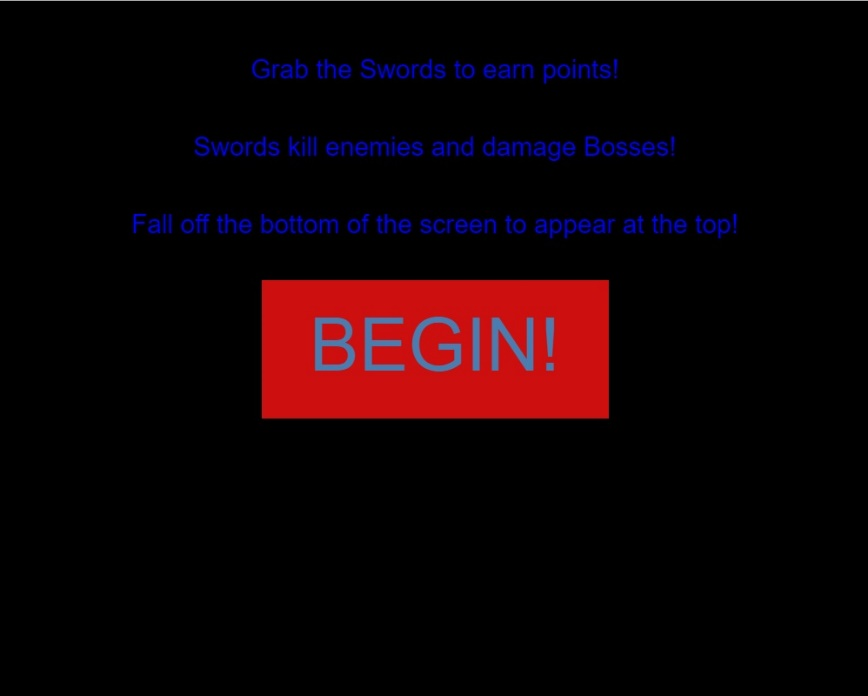 Grab the Swords to earn points!
Swords kill enemies and damage Bosses!
Fall off the bottom of the screen to appear at the top!
BEGIN!